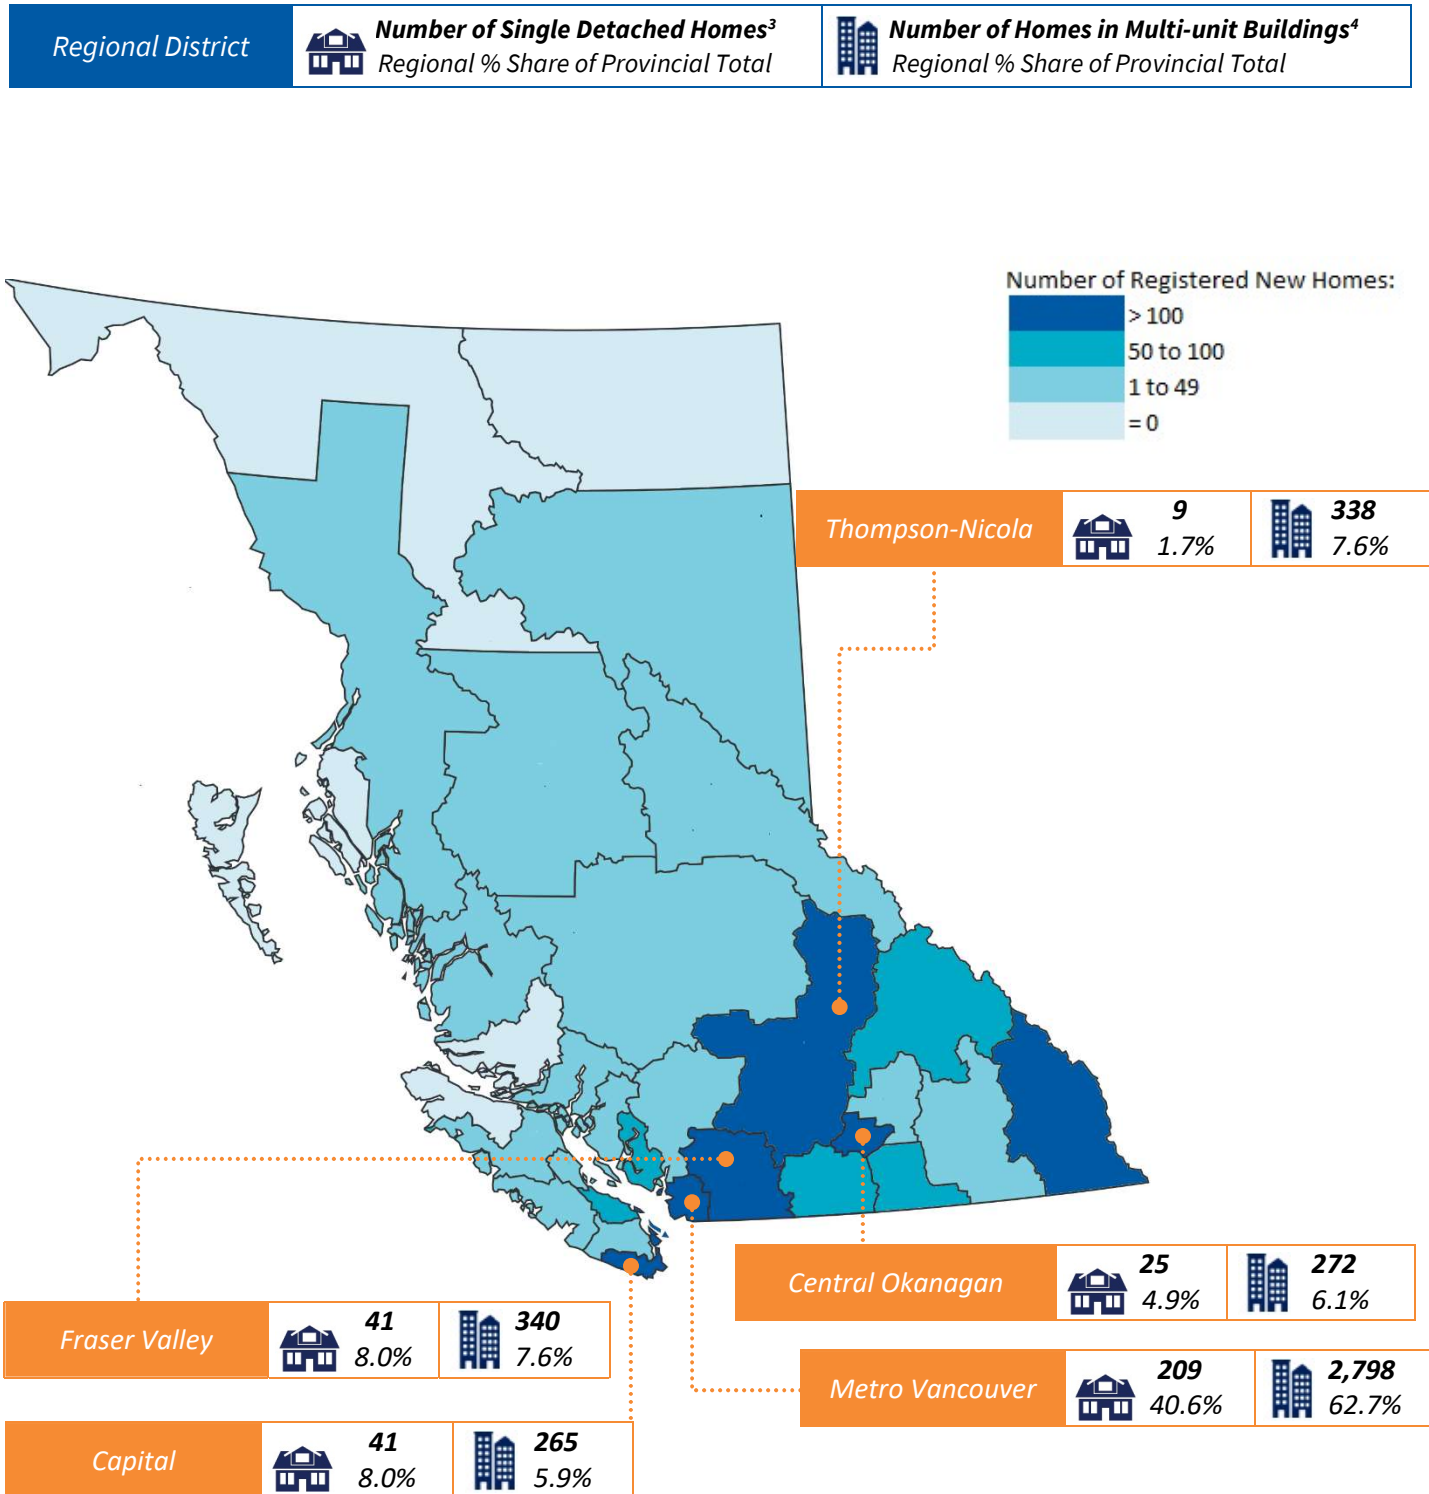 Regional District
Number of Single Detached Homes³
Regional % Share of Provincial Total
Number of Homes in Multi-unit Buildings⁴
Regional % Share of Provincial Total
Number of Registered New Homes:
> 100
50 to 100
1 to 49
= 0
Thompson-Nicola
9
1.7%
338
7.6%
Central Okanagan
25
4.9%
272
6.1%
Fraser Valley
41
8.0%
340
7.6%
Metro Vancouver
209
40.6%
2,798
62.7%
Capital
41
8.0%
265
5.9%